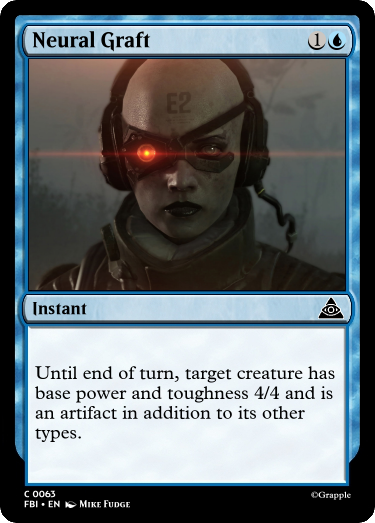 Neural Graft
1
E2
Instant
Until end of turn, target creature has
base power and toughness 4/4 and is
an artifact in addition to its other
types.
C 0063
FBI • EN Mike Fudge
©Grapple